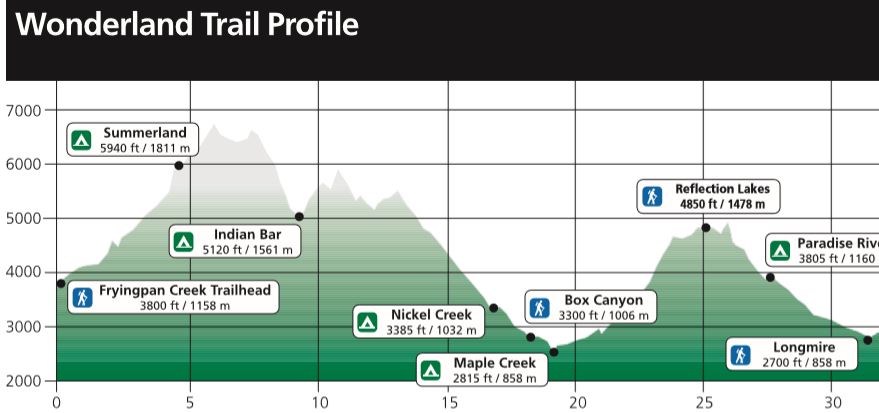 Wonderland Trail Profile
7000
6000
5000
4000
3000
2000
Summerland
5940 ft / 1811 m
Indian Bar
5120 ft / 1561 m
Fryingpan Creek Trailhead
3800 ft / 1158 m
Nickel Creek
3385 ft / 1032 m
Maple Creek
2815 ft / 858 m
Box Canyon
3300 ft / 1006 m
Reflection Lakes
4850 ft / 1478 m
Paradise Rive
3805 ft / 1160
Longmire
2700 ft / 858 m
0
5
10
15
20
25
30